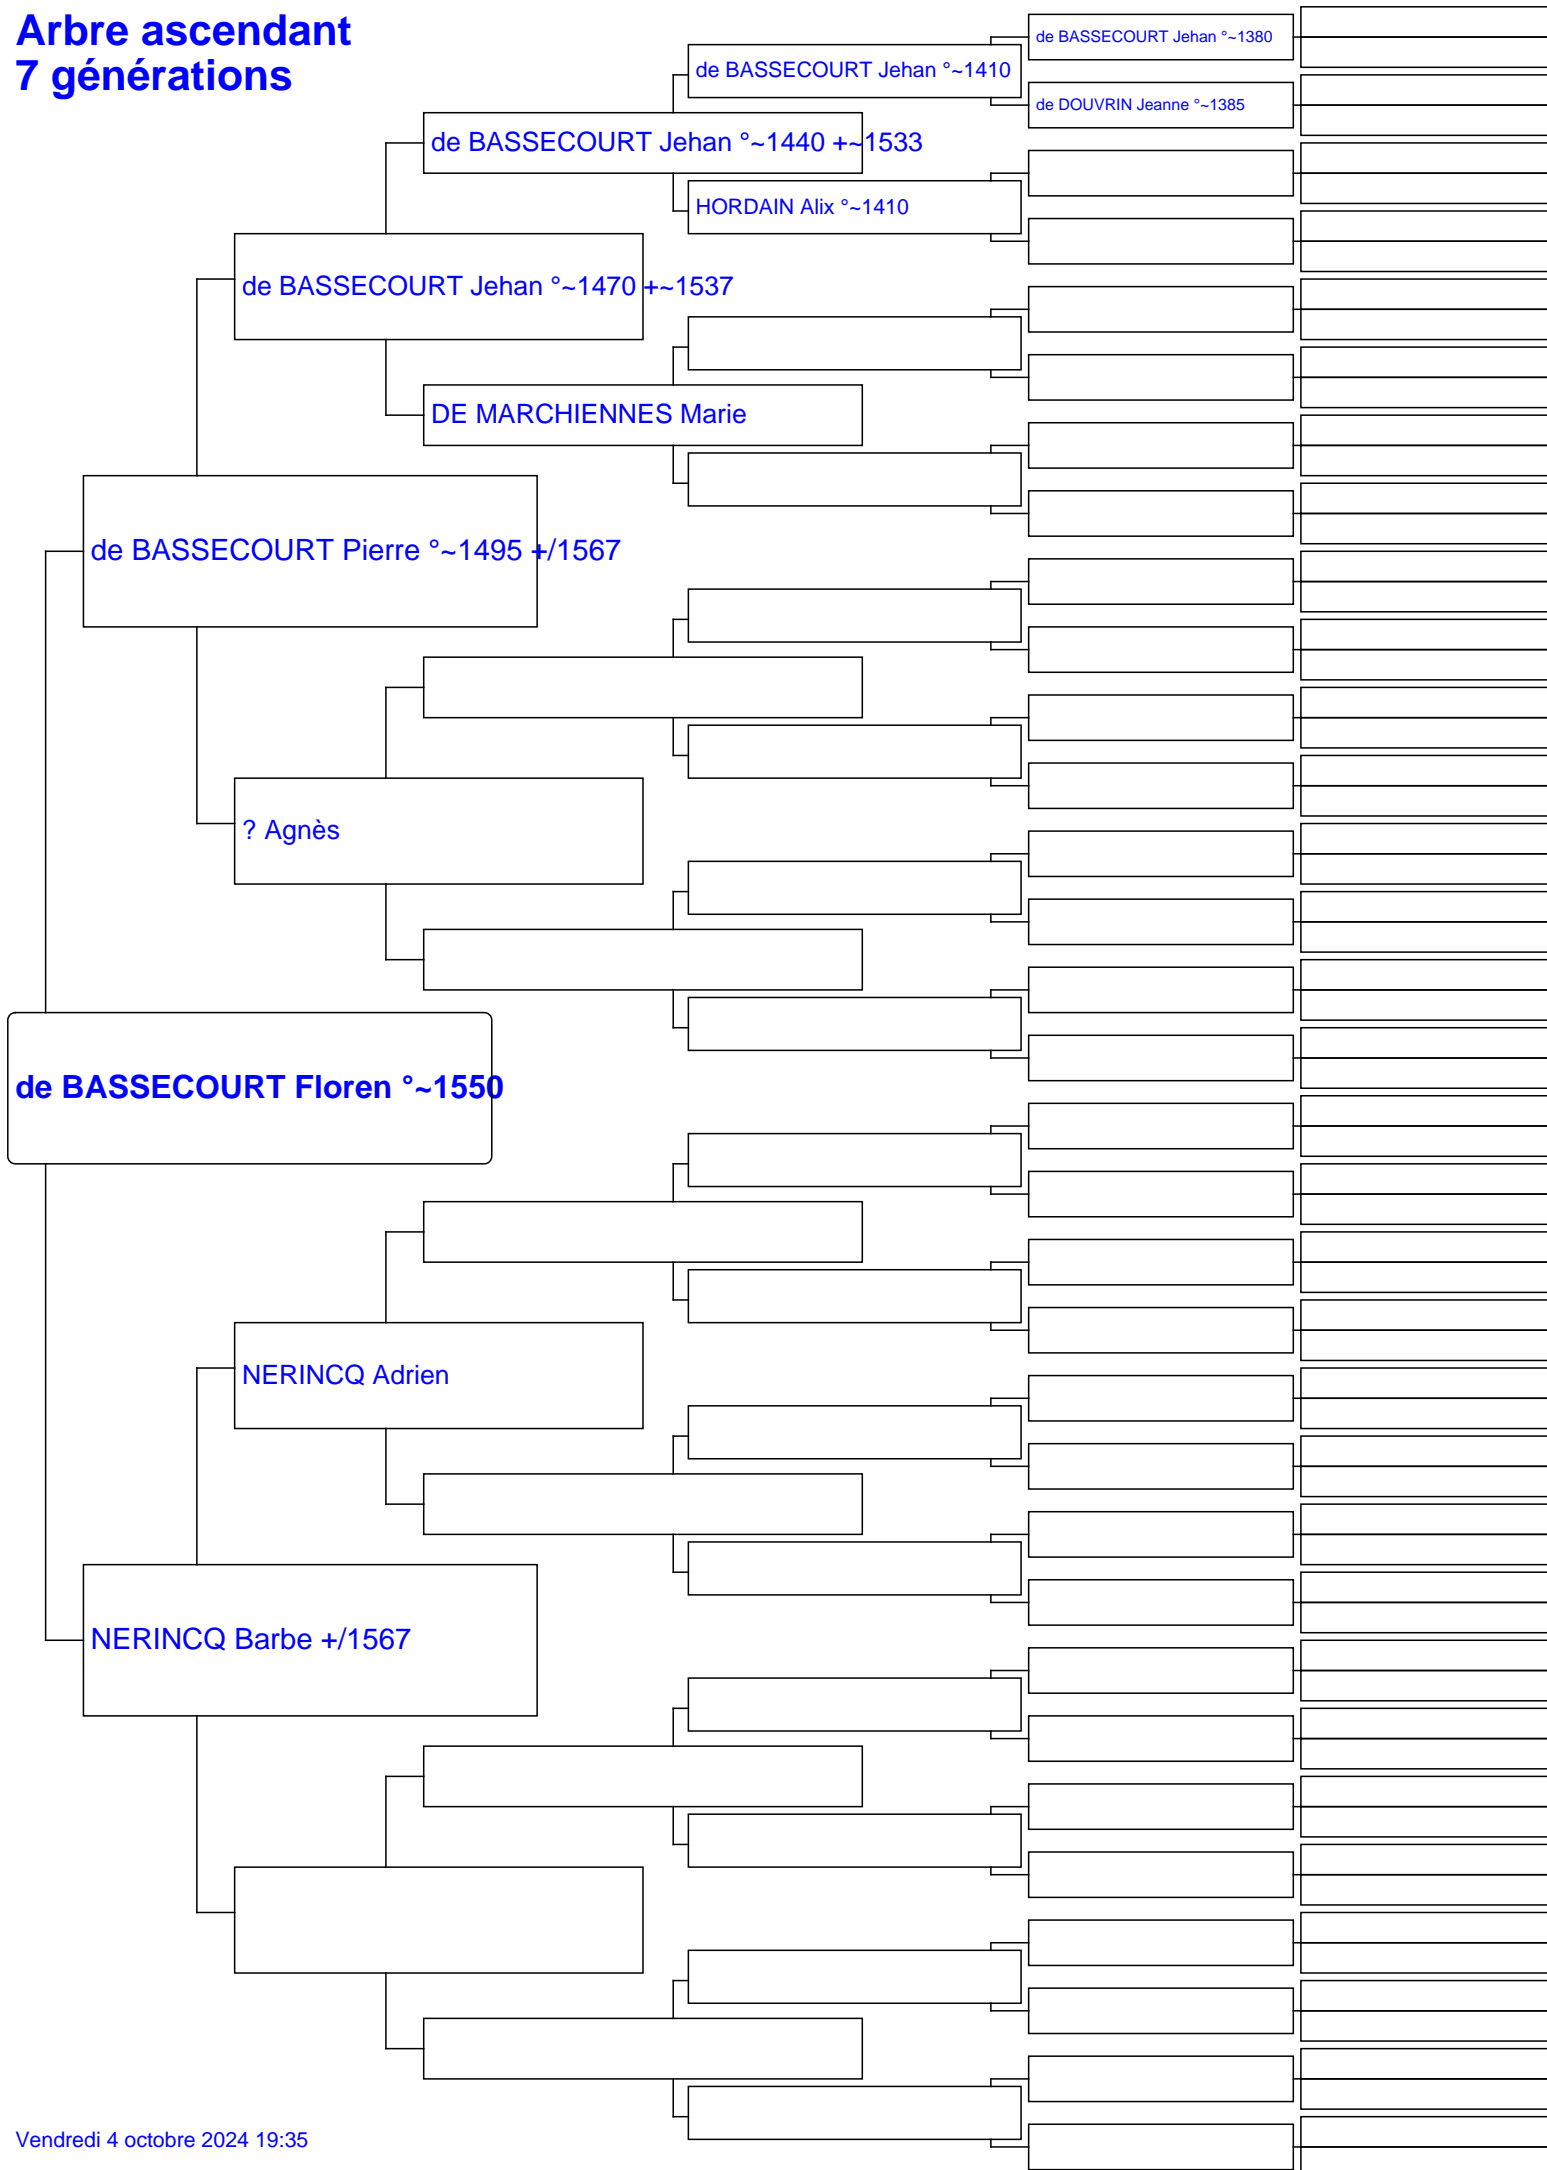 Arbre ascendant
7 générations
de BASSECOURT Jehan °~1380
de BASSECOURT Jehan °~1410
de DOUVRIN Jeanne °~1385
de BASSECOURT Jehan °~1440 +~1533
HORDAIN Alix °~1410
de BASSECOURT Jehan °~1470 +~1537
DE MARCHIENNES Marie
de BASSECOURT Pierre °~1495 +/1567
? Agnès
de BASSECOURT Floren °~1550
NERINCQ Adrien
NERINCQ Barbe +/1567
Vendredi 4 octobre 2024 19:35